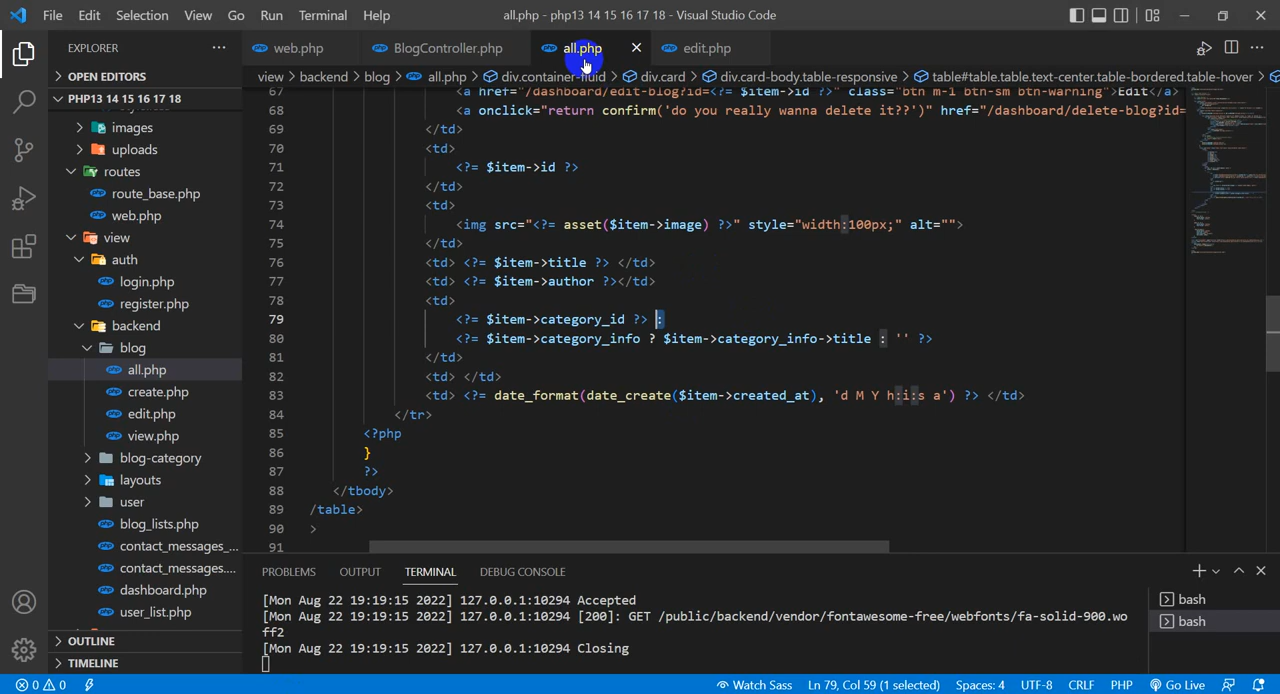 File Edit Selection View Go Run Terminal Help all.php - php13 14 15 16 17 18 - Visual Studio Code
EXPLORER ···
web.php BlogController.php all.php edit.php
OPEN EDITORS
PHP13 14 15 16 17 18
images
uploads
routes
route_base.php
web.php
view
auth
login.php
register.php
backend
blog
all.php
create.php
edit.php
view.php
blog-category
layouts
user
blog_lists.php
contact_messages_...
contact_messages....
dashboard.php
user_list.php
OUTLINE
TIMELINE
view > backend > blog > all.php > div.container-fluid > div.card > div.card-body.table-responsive > table#table.table.text-center.table-bordered.table-hover >
67 <a href="/dashboard/edit-blog?id=<?= $item->id ?>" class="btn m-1 btn-sm btn-warning">Edit</a>
68 <a onclick="return confirm('do you really wanna delete it??')" href="/dashboard/delete-blog?id=
69 </td>
70 <td>
71 <?= $item->id ?>
72 </td>
73 <td>
74 <img src="<?= asset($item->image) ?>" style="width:100px;" alt="">
75 </td>
76 <td> <?= $item->title ?> </td>
77 <td> <?= $item->author ?></td>
78 <td>
79 <?= $item->category_id ?> :
80 <?= $item->category_info ? $item->category_info->title : '' ?>
81 </td>
82 <td> </td>
83 <td> <?= date_format(date_create($item->created_at), 'd M Y h:i:s a') ?> </td>
84 </tr>
85 <?php
86 }
87 ?>
88 </tbody>
89 /table>
90 >
91
PROBLEMS OUTPUT TERMINAL DEBUG CONSOLE
[Mon Aug 22 19:19:15 2022] 127.0.0.1:10294 Accepted
[Mon Aug 22 19:19:15 2022] 127.0.0.1:10294 [200]: GET /public/backend/vendor/fontawesome-free/webfonts/fa-solid-900.wo
ff2
[Mon Aug 22 19:19:15 2022] 127.0.0.1:10294 Closing
bash
bash
0 0 Watch Sass Ln 79, Col 59 (1 selected) Spaces: 4 UTF-8 CRLF PHP Go Live